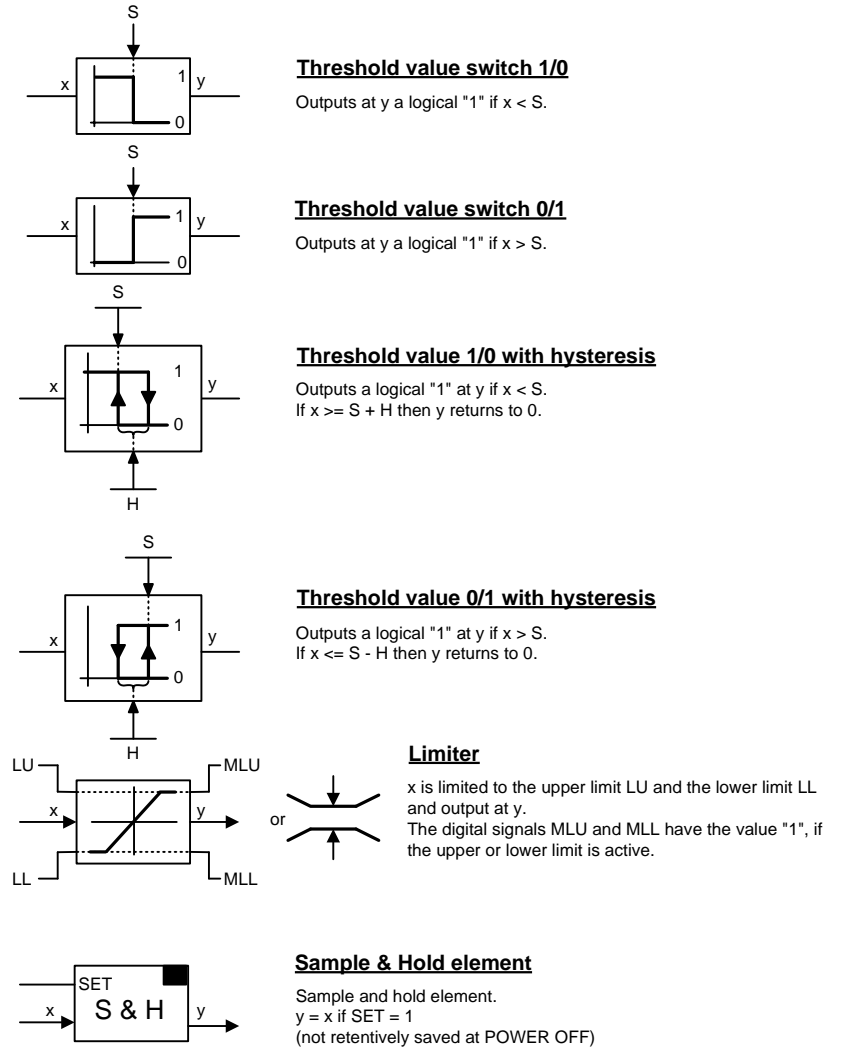 S
x
1
y
0
Threshold value switch 1/0
Outputs at y a logical "1" if x < S.
S
x
1
y
0
Threshold value switch 0/1
Outputs at y a logical "1" if x > S.
S
x
1
y
0
H
Threshold value 1/0 with hysteresis
Outputs a logical "1" at y if x < S.
If x >= S + H then y returns to 0.
S
x
1
y
0
H
Threshold value 0/1 with hysteresis
Outputs a logical "1" at y if x > S.
If x <= S - H then y returns to 0.
LU
MLU
x
y
or
LL
MLL
Limiter
x is limited to the upper limit LU and the lower limit LL
and output at y.
The digital signals MLU and MLL have the value "1", if
the upper or lower limit is active.
SET
x
S & H
y
Sample & Hold element
Sample and hold element.
y = x if SET = 1
(not retentively saved at POWER OFF)